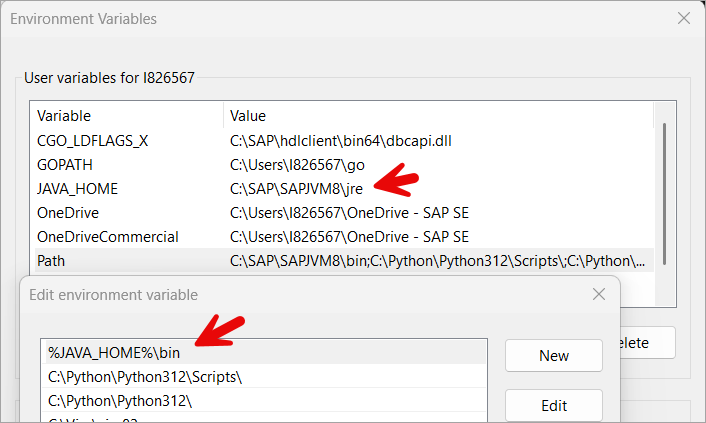 Environment Variables
User variables for I826567
Variable Value
CGO_LDFLAGS_X C:\SAP\hdlclient\bin64\dbcapi.dll
GOPATH C:\Users\I826567\go
JAVA_HOME C:\SAP\SAPJVM8\jre
OneDrive C:\Users\I826567\OneDrive - SAP SE
OneDriveCommercial C:\Users\I826567\OneDrive - SAP SE
Path C:\SAP\SAPJVM8\bin;C:\Python\Python312\Scripts\;C:\Python\...
Edit environment variable
%JAVA_HOME%\bin
New
elete
C:\Python\Python312\Scripts\
C:\Python\Python312\
Edit